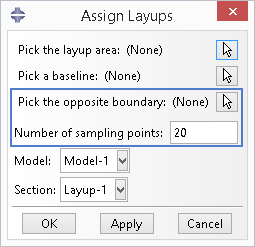 Assign Layups
Pick the layup area: (None)
Pick a baseline: (None)
Pick the opposite boundary: (None)
Number of sampling points: 20
Model: Model-1
Section: Layup-1
OK Apply Cancel